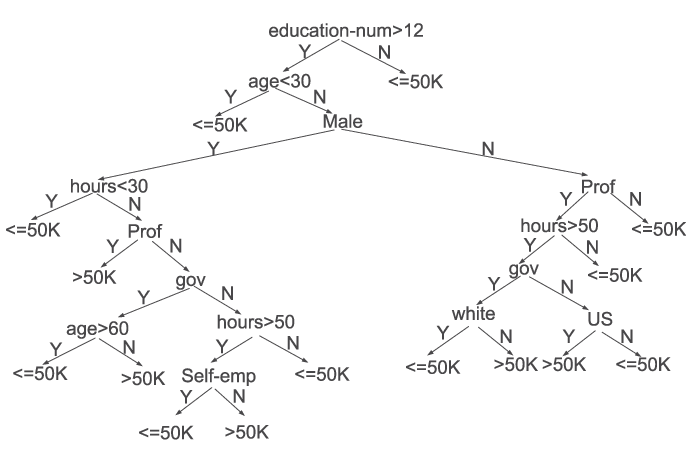 education-num>12
Y N
age<30 <=50K
Y N
<=50K Male
Y N
hours<30 Prof
Y N Y N
<=50K Prof hours>50 <=50K
Y N Y N
>50K gov gov <=50K
Y N Y N
age>60 hours>50 white US
Y N Y N Y N Y N
<=50K >50K Self-emp <=50K <=50K >50K >50K <=50K
Y N
<=50K >50K